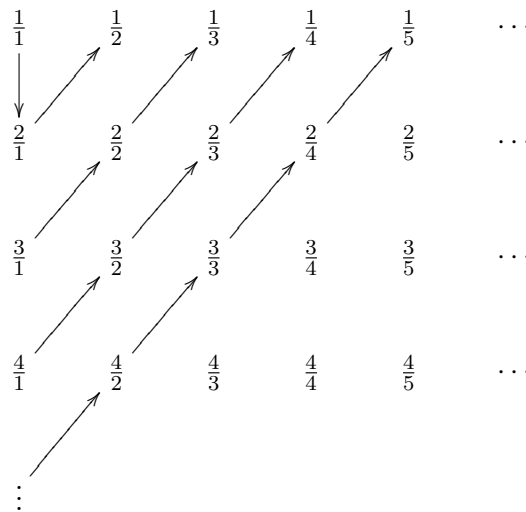 1/1 1/2 1/3 1/4 1/5 ⋯
2/1 2/2 2/3 2/4 2/5 ⋯
3/1 3/2 3/3 3/4 3/5 ⋯
4/1 4/2 4/3 4/4 4/5 ⋯
⋮